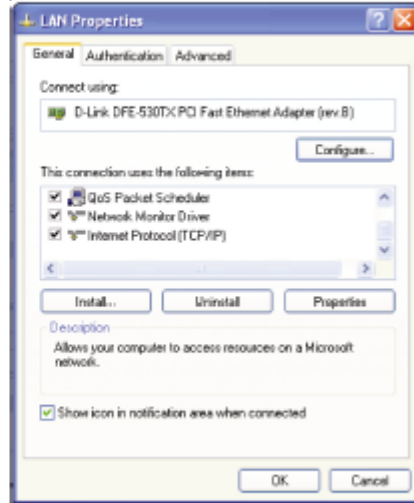 LAN Properties
General Authentication Advanced
Connect using:
D-Link DFE-530TX PCI Fast Ethernet Adapter (rev.B)
Configure...
This connection uses the following items:
QoS Packet Scheduler
Network Monitor Driver
Internet Protocol (TCP/IP)
Install... Uninstall Properties
Description
Allows your computer to access resources on a Microsoft
network.
Show icon in notification area when connected
OK Cancel